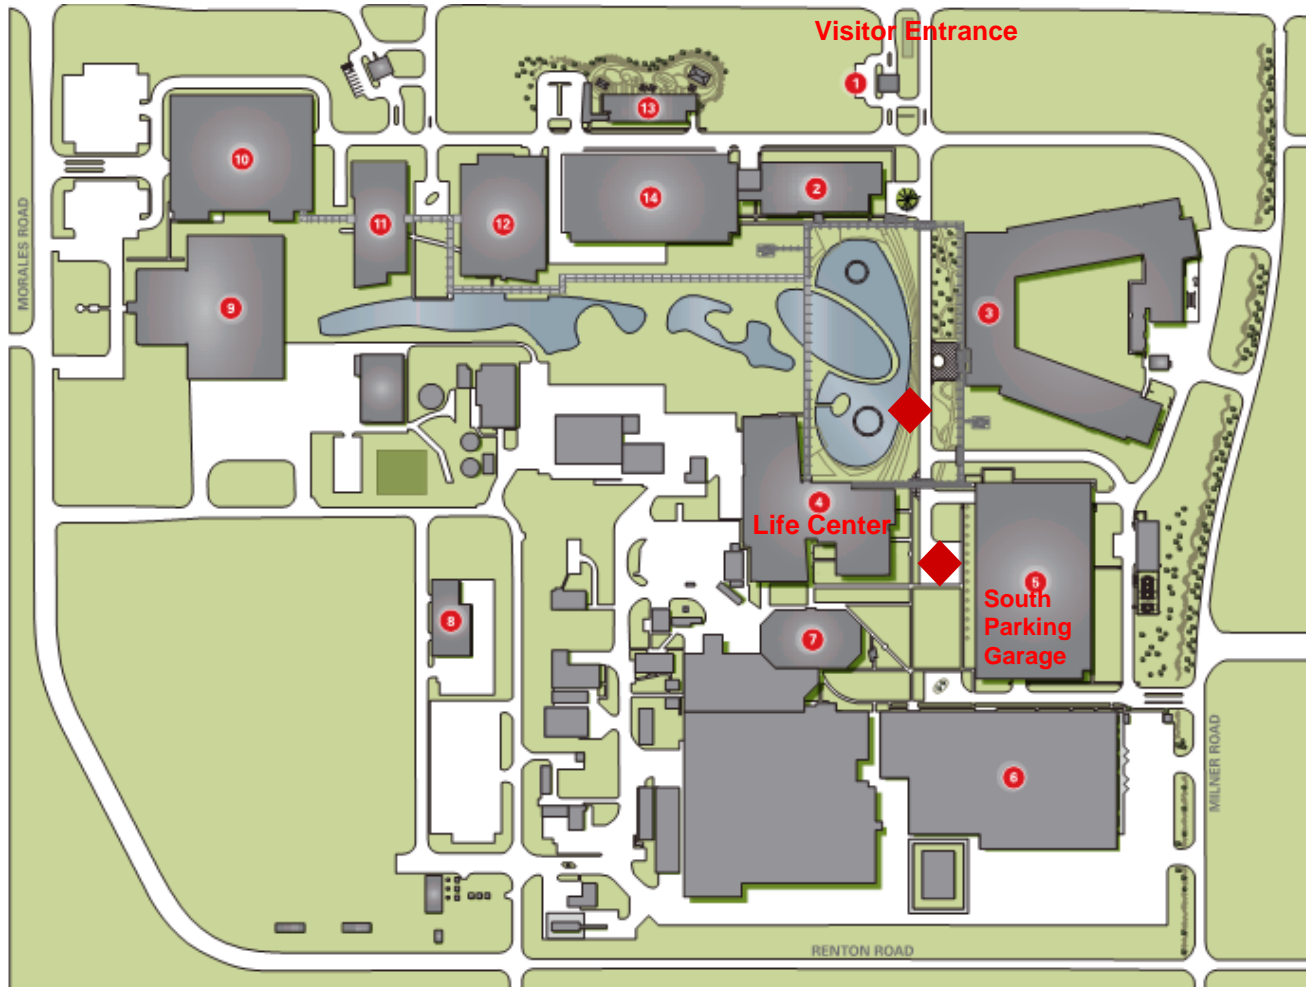 Visitor Entrance
1
13
10
2
14
11
12
MORALES ROAD
9
3
4
Life Center
5
South
Parking
Garage
8
7
6
MILNER ROAD
RENTON ROAD